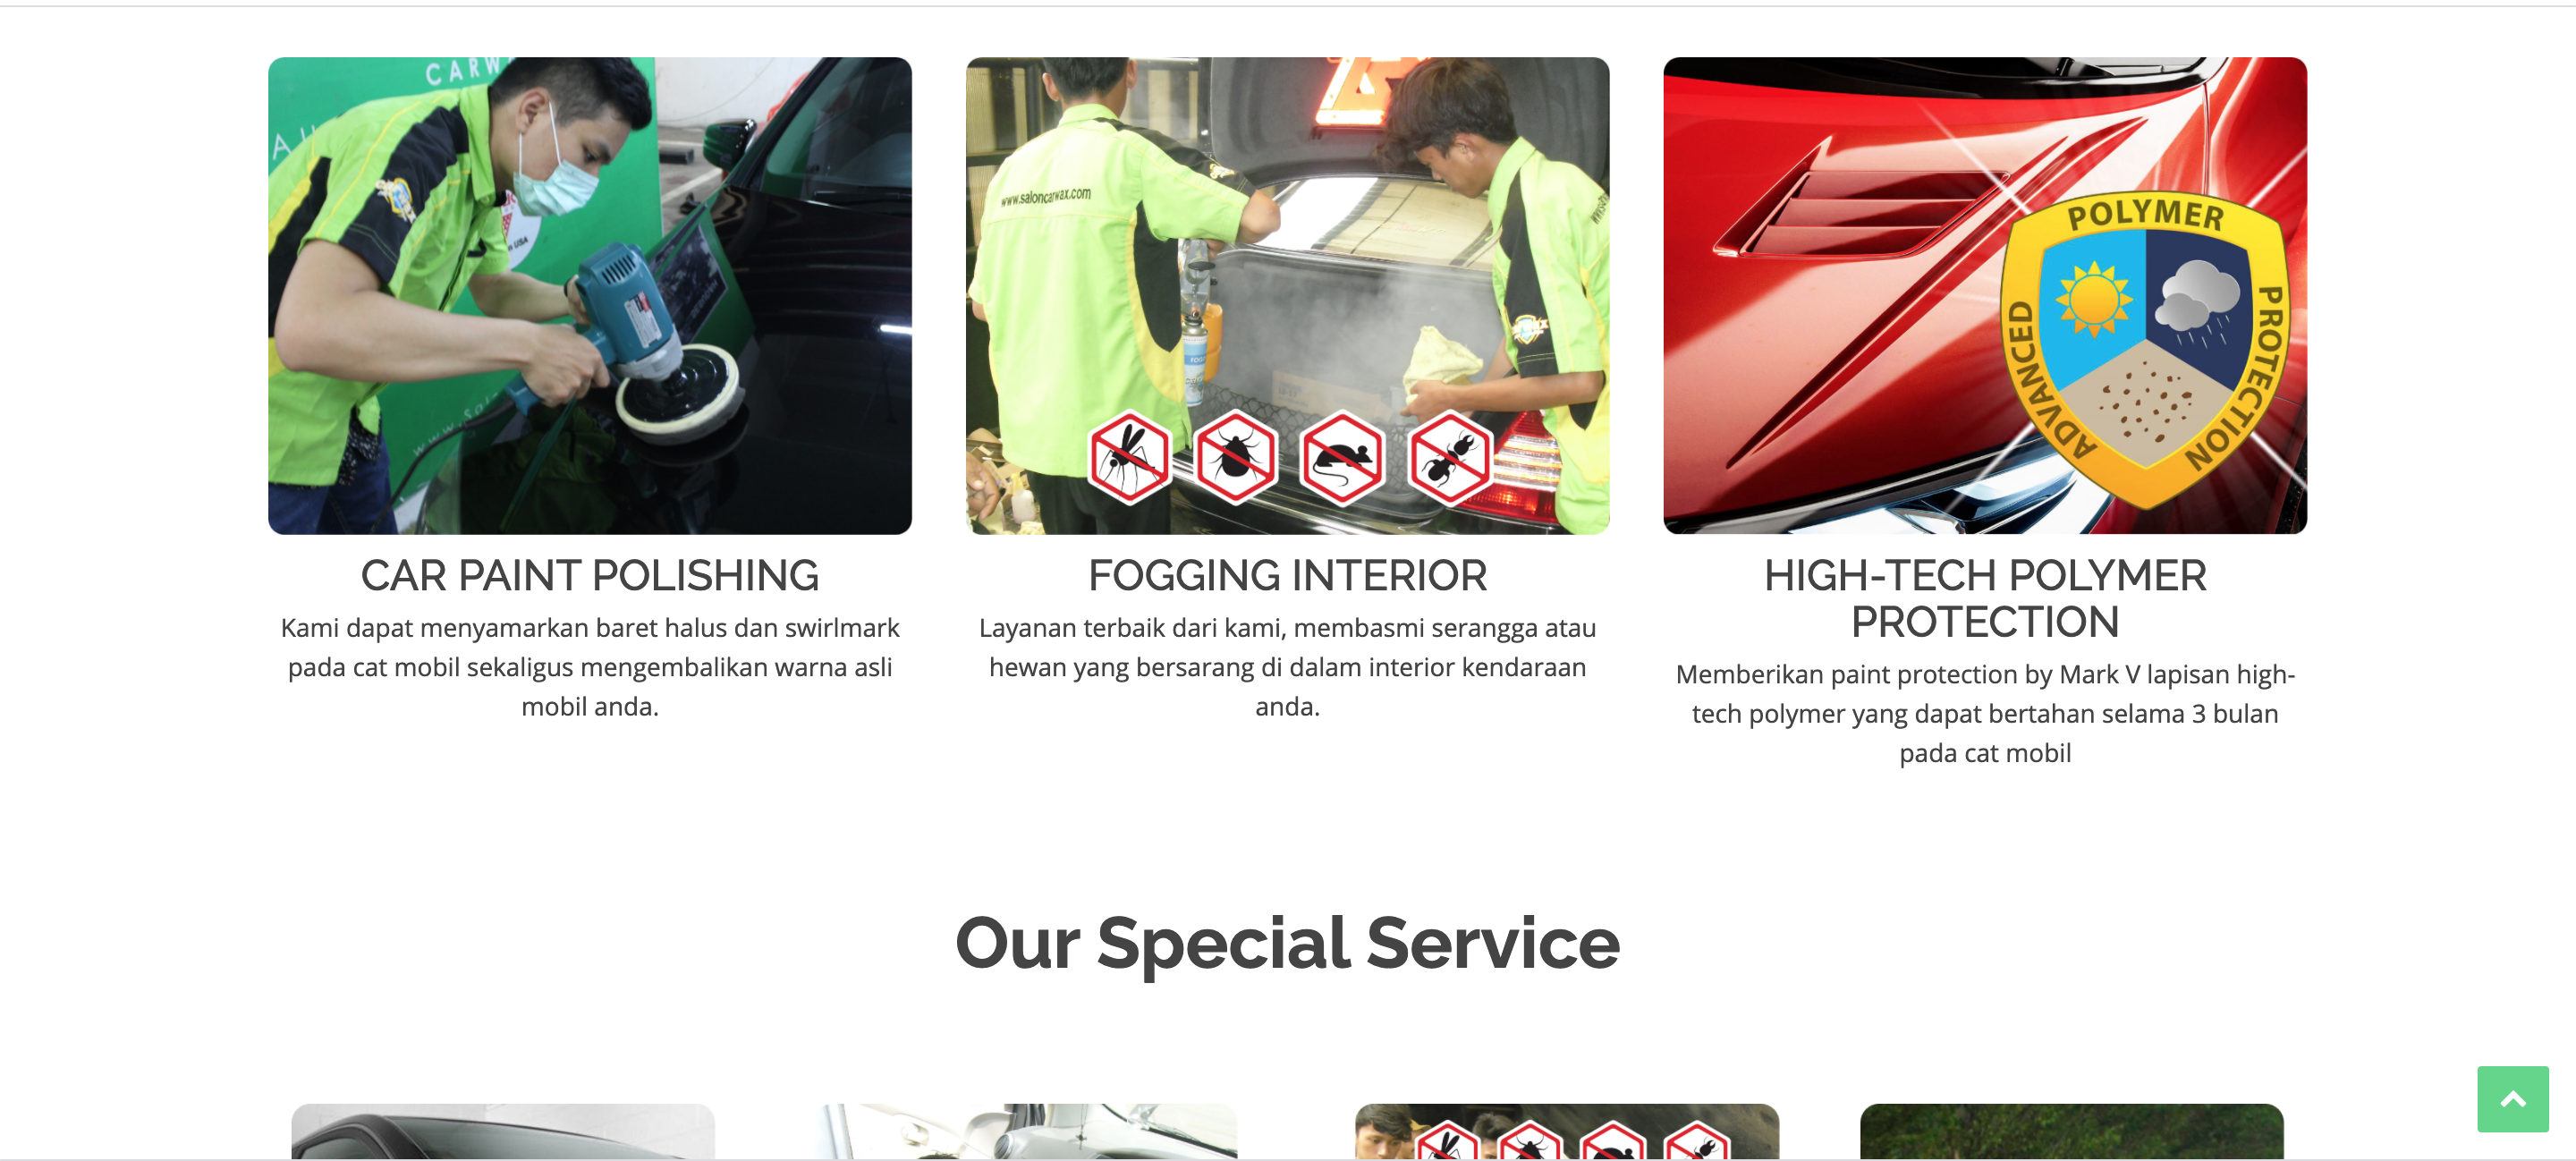 CARW
AU
www.saloncarwax.com
USA
POLYMER
PROTECTION
ADVANCED
CAR PAINT POLISHING
Kami dapat menyamarkan baret halus dan swirlmark
pada cat mobil sekaligus mengembalikan warna asli
mobil anda.
FOGGING INTERIOR
Layanan terbaik dari kami, membasmi serangga atau
hewan yang bersarang di dalam interior kendaraan
anda.
HIGH-TECH POLYMER
PROTECTION
Memberikan paint protection by Mark V lapisan high-
tech polymer yang dapat bertahan selama 3 bulan
pada cat mobil
Our Special Service